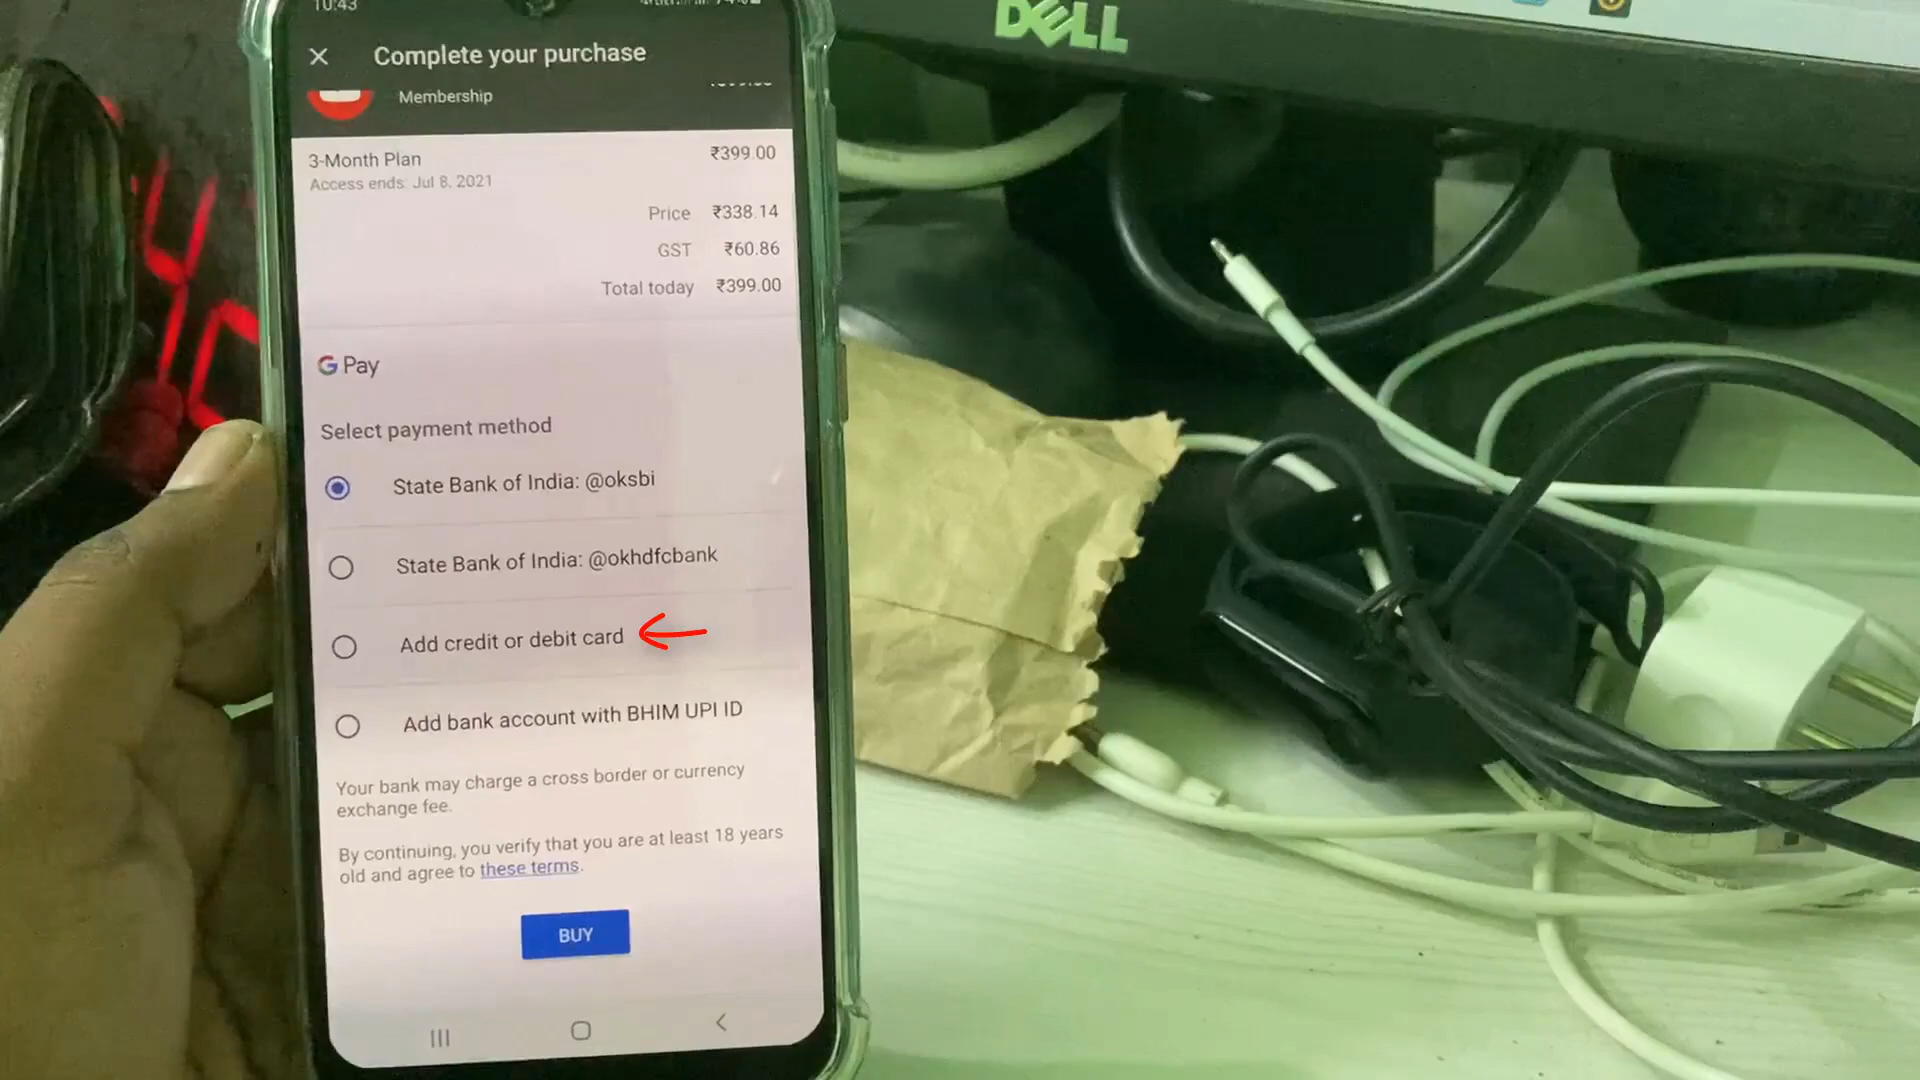 10:43
Complete your purchase
Membership
3-Month Plan ₹399.00
Access ends: Jul 8, 2021
Price ₹338.14
GST ₹60.86
Total today ₹399.00
G Pay
Select payment method
State Bank of India: @oksbi
State Bank of India: @okhdfcbank
Add credit or debit card
Add bank account with BHIM UPI ID
Your bank may charge a cross border or currency
exchange fee.
By continuing, you verify that you are at least 18 years
old and agree to these terms.
BUY
DELL